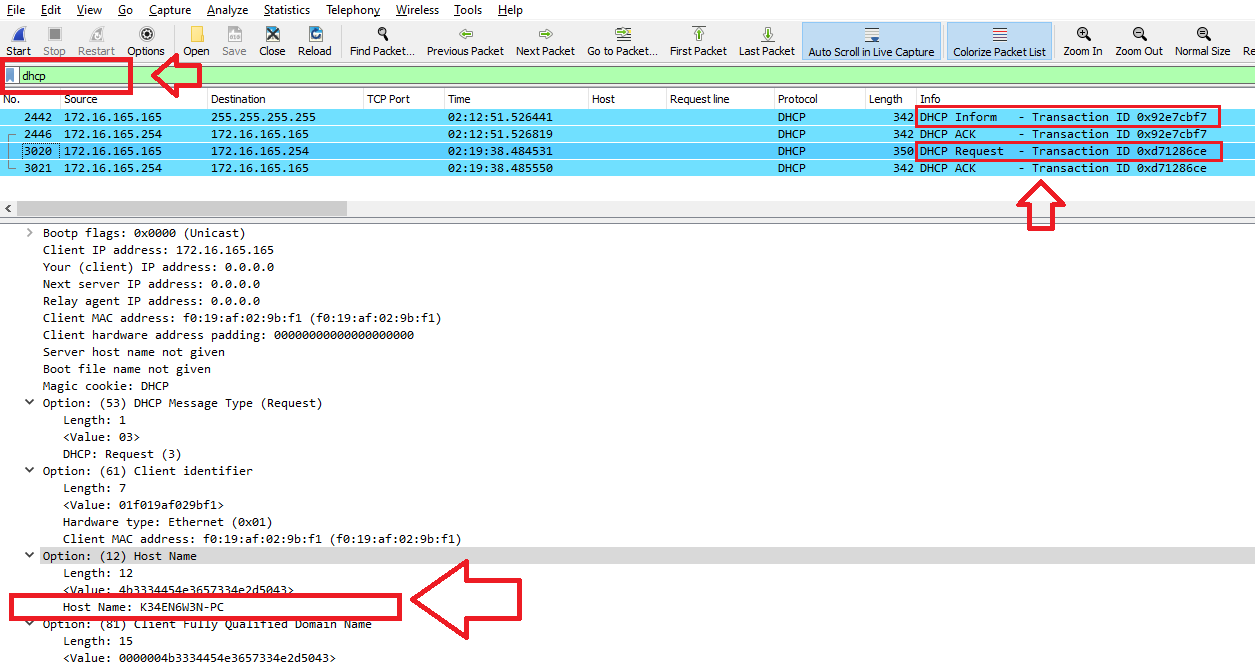 File Edit View Go Capture Analyze Statistics Telephony Wireless Tools Help
Start Stop Restart Options Open Save Close Reload Find Packet... Previous Packet Next Packet Go to Packet... First Packet Last Packet Auto Scroll in Live Capture Colorize Packet List Zoom In Zoom Out Normal Size Re
dhcp
No. Source Destination TCP Port Time Host Request line Protocol Length Info
2442 172.16.165.165 255.255.255.255 02:12:51.526441 DHCP 342 DHCP Inform - Transaction ID 0x92e7cbf7
2446 172.16.165.254 172.16.165.165 02:12:51.526819 DHCP 342 DHCP ACK - Transaction ID 0x92e7cbf7
3020 172.16.165.165 172.16.165.254 02:19:38.484531 DHCP 350 DHCP Request - Transaction ID 0xd71286ce
3021 172.16.165.254 172.16.165.165 02:19:38.485550 DHCP 342 DHCP ACK - Transaction ID 0xd71286ce
Bootp flags: 0x0000 (Unicast)
Client IP address: 172.16.165.165
Your (client) IP address: 0.0.0.0
Next server IP address: 0.0.0.0
Relay agent IP address: 0.0.0.0
Client MAC address: f0:19:af:02:9b:f1 (f0:19:af:02:9b:f1)
Client hardware address padding: 00000000000000000000
Server host name not given
Boot file name not given
Magic cookie: DHCP
Option: (53) DHCP Message Type (Request)
Length: 1
<Value: 03>
DHCP: Request (3)
Option: (61) Client identifier
Length: 7
<Value: 01f019af029bf1>
Hardware type: Ethernet (0x01)
Client MAC address: f0:19:af:02:9b:f1 (f0:19:af:02:9b:f1)
Option: (12) Host Name
Length: 12
<Value: 4b3334454e3657334e2d5043>
Host Name: K34EN6W3N-PC
Option: (81) Client Fully Qualified Domain Name
Length: 15
<Value: 0000004b3334454e3657334e2d5043>